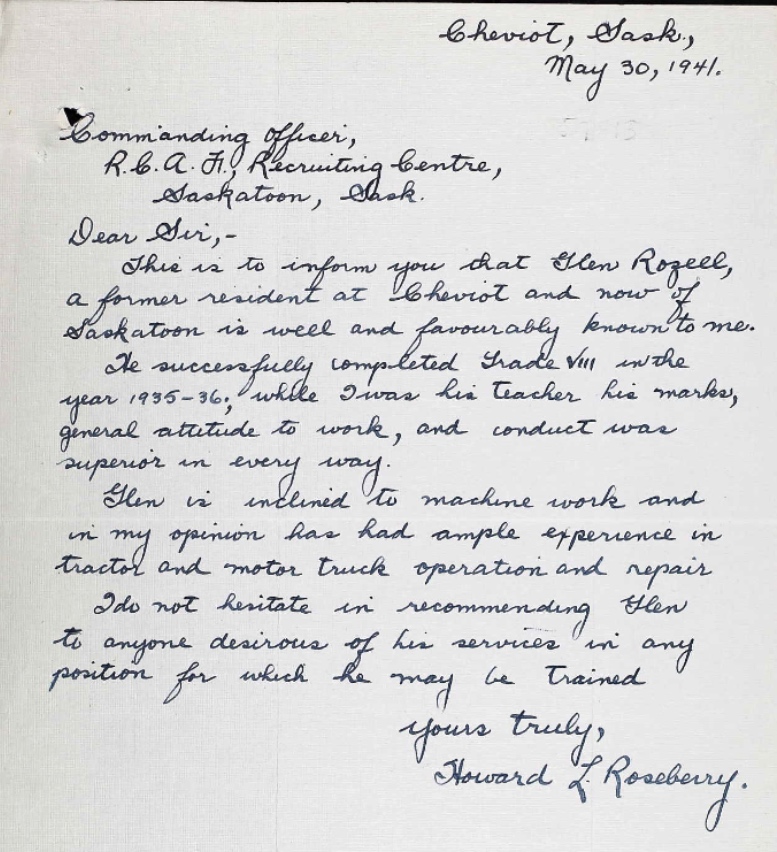 Cheviot, Sask.,
May 30, 1941.
Commanding Officer,
R.C.A.F., Recruiting Centre,
Saskatoon, Sask.
Dear Sir,-
This is to inform you that Glen Rozell,
a former resident at Cheviot and now of
Saskatoon is well and favourably known to me.
He successfully completed Grade VIII in the
year 1935-36; while I was his teacher his marks,
general attitude to work, and conduct was
superior in every way.
Glen is inclined to machine work and
in my opinion has had ample experience in
tractor and motor truck operation and repair
I do not hesitate in recommending Glen
to anyone desirous of his services in any
position for which he may be trained
yours truly,
Howard L. Roseberry.